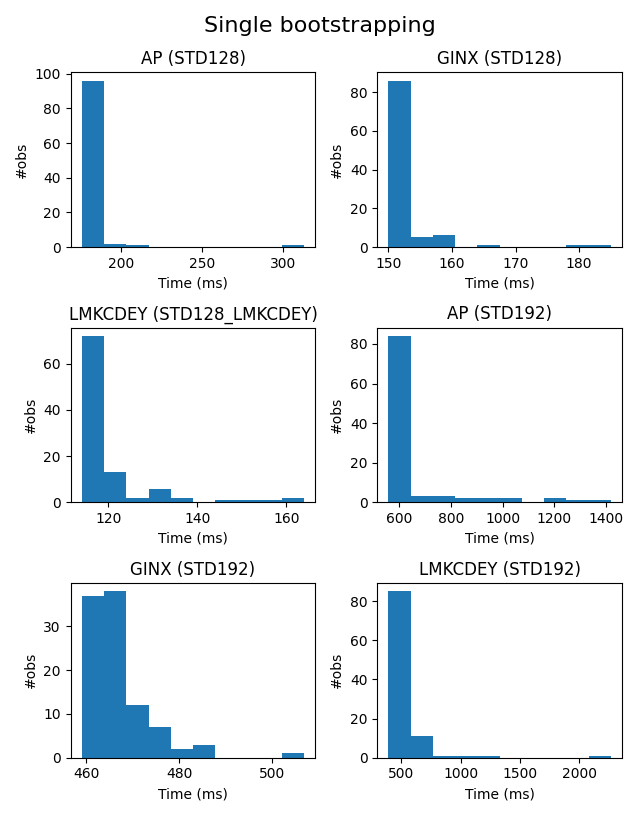 Single bootstrapping
AP (STD128)
GINX (STD128)
#obs
100
80
60
40
20
0
200
250
300
Time (ms)
#obs
80
60
40
20
0
150
160
170
180
Time (ms)
LMKCDEY (STD128_LMKCDEY)
AP (STD192)
#obs
60
40
20
0
120
140
160
Time (ms)
#obs
80
60
40
20
0
600
800
1000
1200
1400
Time (ms)
GINX (STD192)
LMKCDEY (STD192)
#obs
30
20
10
0
460
480
500
Time (ms)
#obs
80
60
40
20
0
500
1000
1500
2000
Time (ms)